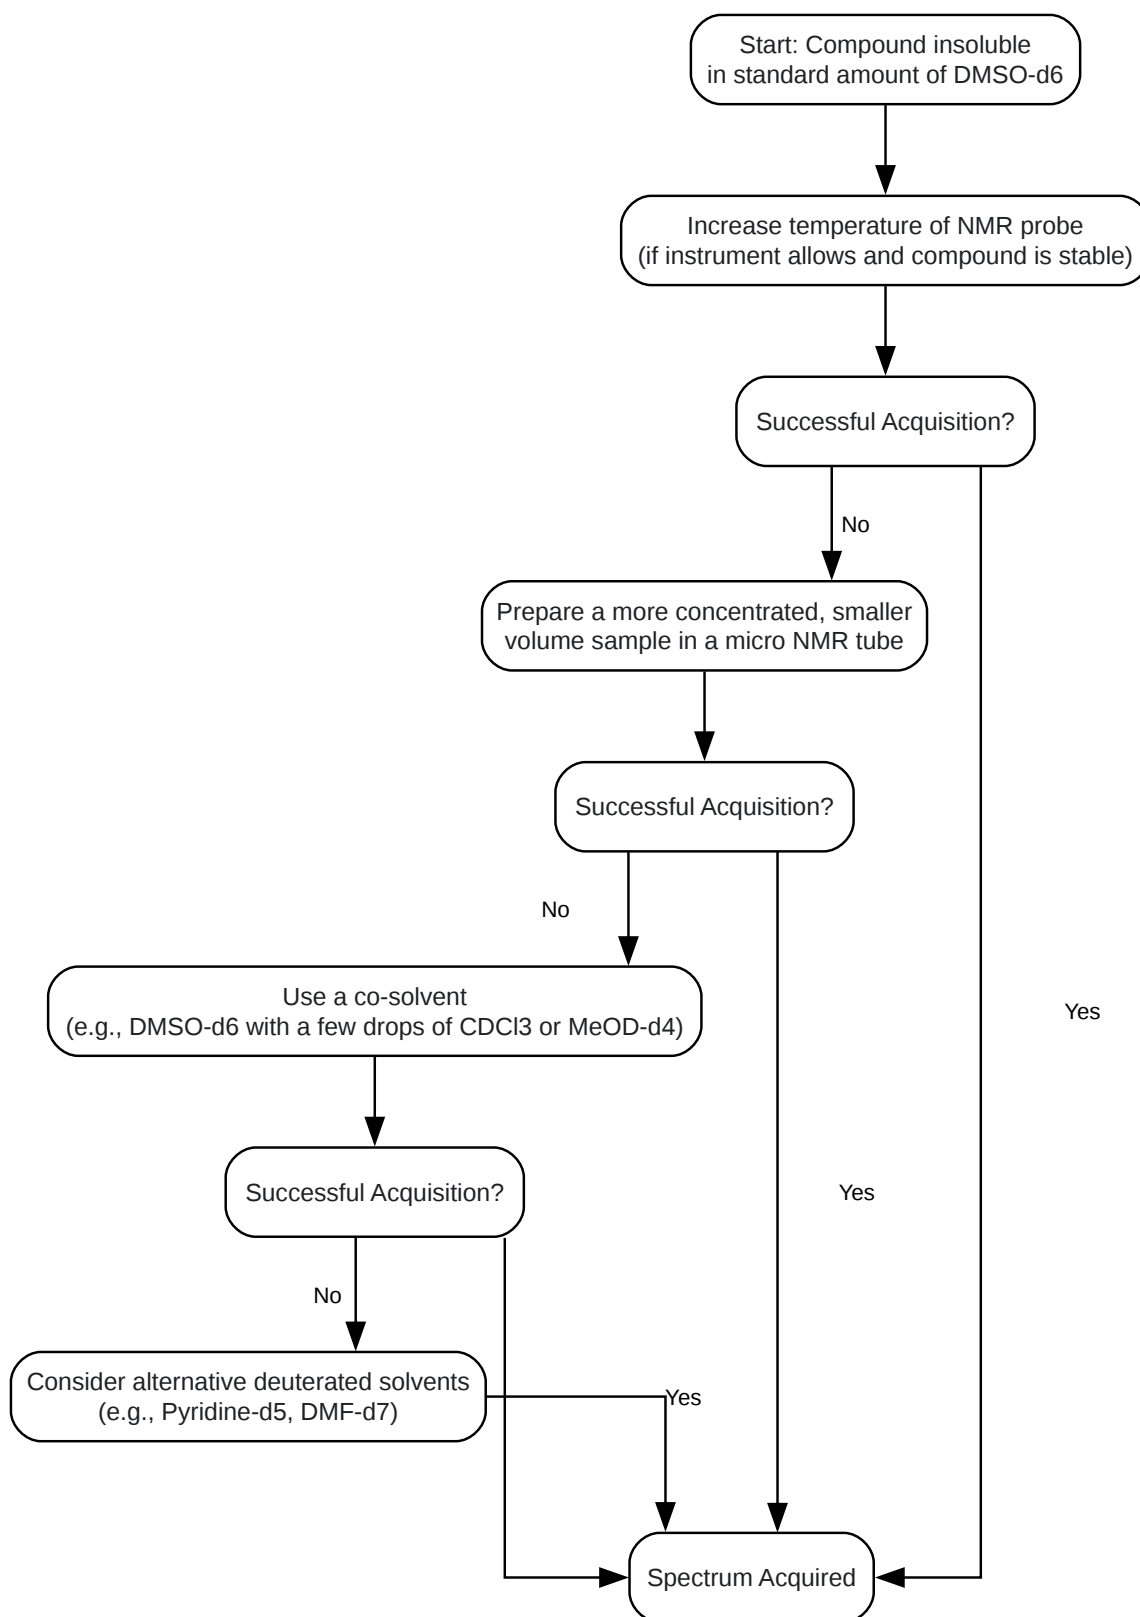 Start: Compound insoluble
in standard amount of DMSO-d6
Increase temperature of NMR probe
(if instrument allows and compound is stable)
Successful Acquisition?
No
Prepare a more concentrated, smaller
volume sample in a micro NMR tube
Successful Acquisition?
No
Use a co-solvent
(e.g., DMSO-d6 with a few drops of CDCl3 or MeOD-d4)
Yes
Successful Acquisition?
Yes
No
Consider alternative deuterated solvents
(e.g., Pyridine-d5, DMF-d7)
Yes
Spectrum Acquired